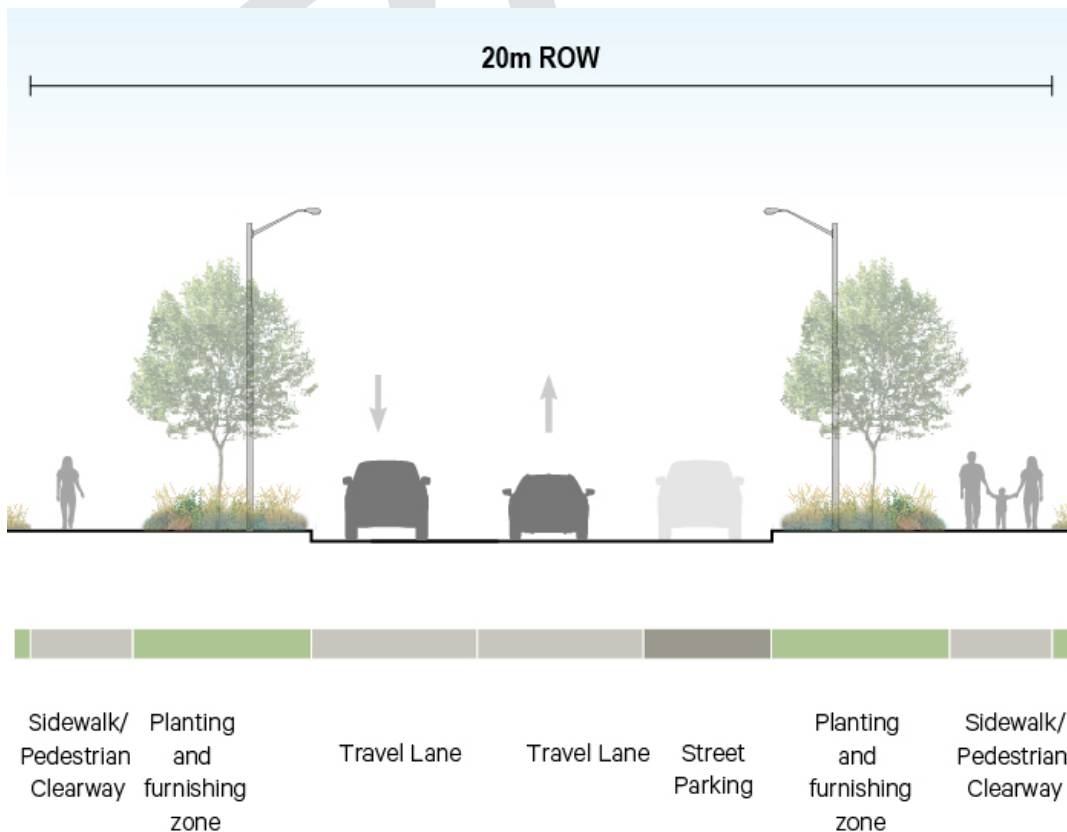 20m ROW
Sidewalk/
Pedestrian
Clearway
Planting
and
furnishing
zone
Travel Lane
Travel Lane
Street
Parking
Planting
and
furnishing
zone
Sidewalk/
Pedestrian
Clearway